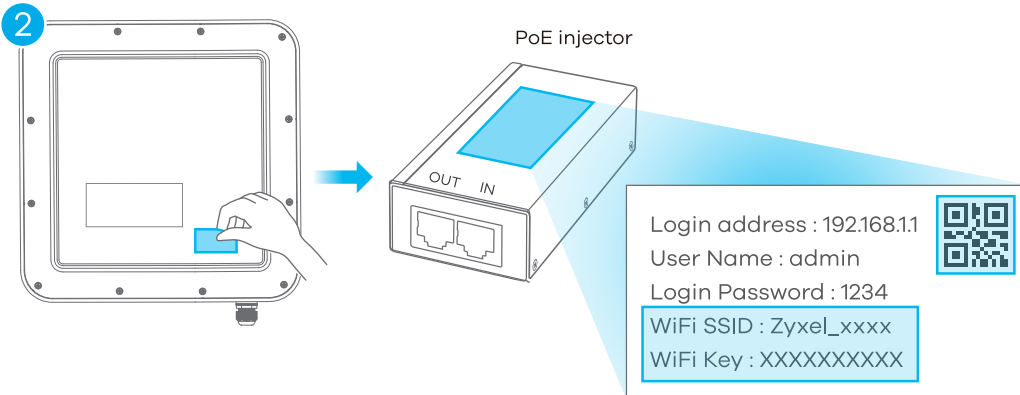 2
PoE injector
OUT IN
Login address : 192.168.1.1
User Name : admin
Login Password : 1234
WiFi SSID : Zyxel_xxxx
WiFi Key : XXXXXXXXXX